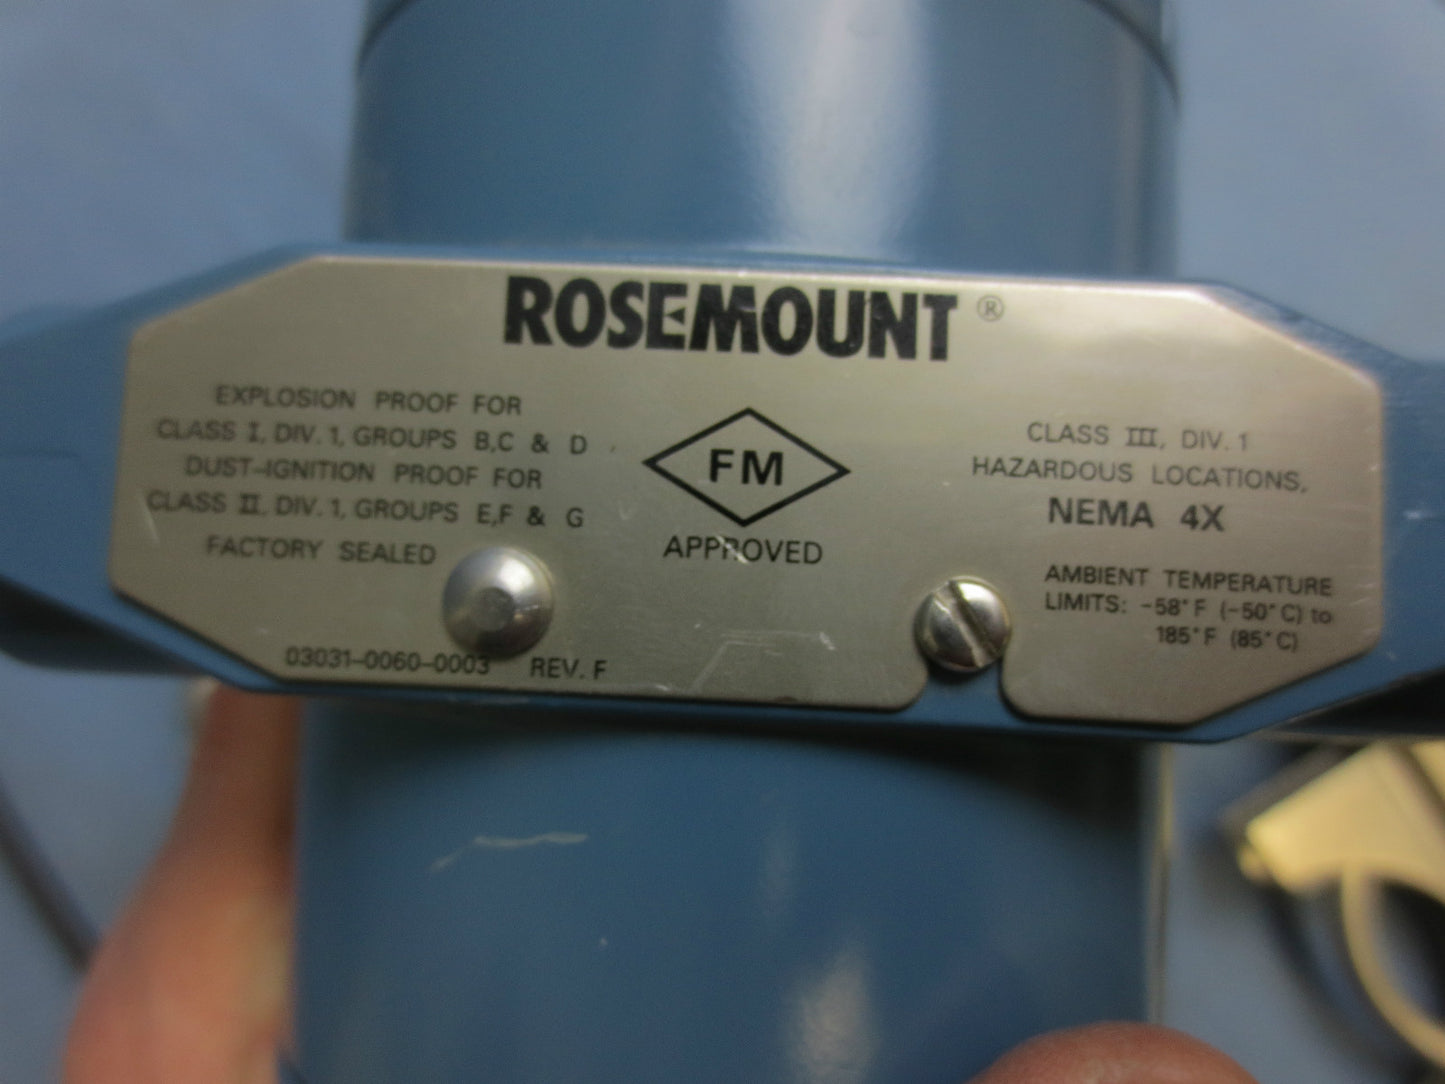 ROSEMOUNT ®
EXPLOSION PROOF FOR
CLASS I, DIV. 1, GROUPS B,C & D
DUST-IGNITION PROOF FOR
CLASS II, DIV. 1, GROUPS E,F & G
FACTORY SEALED
03031-0060-0003 REV. F
FM
APPROVED
CLASS III, DIV. 1
HAZARDOUS LOCATIONS,
NEMA 4X
AMBIENT TEMPERATURE
LIMITS: -58°F (-50°C) to
185°F (85°C)